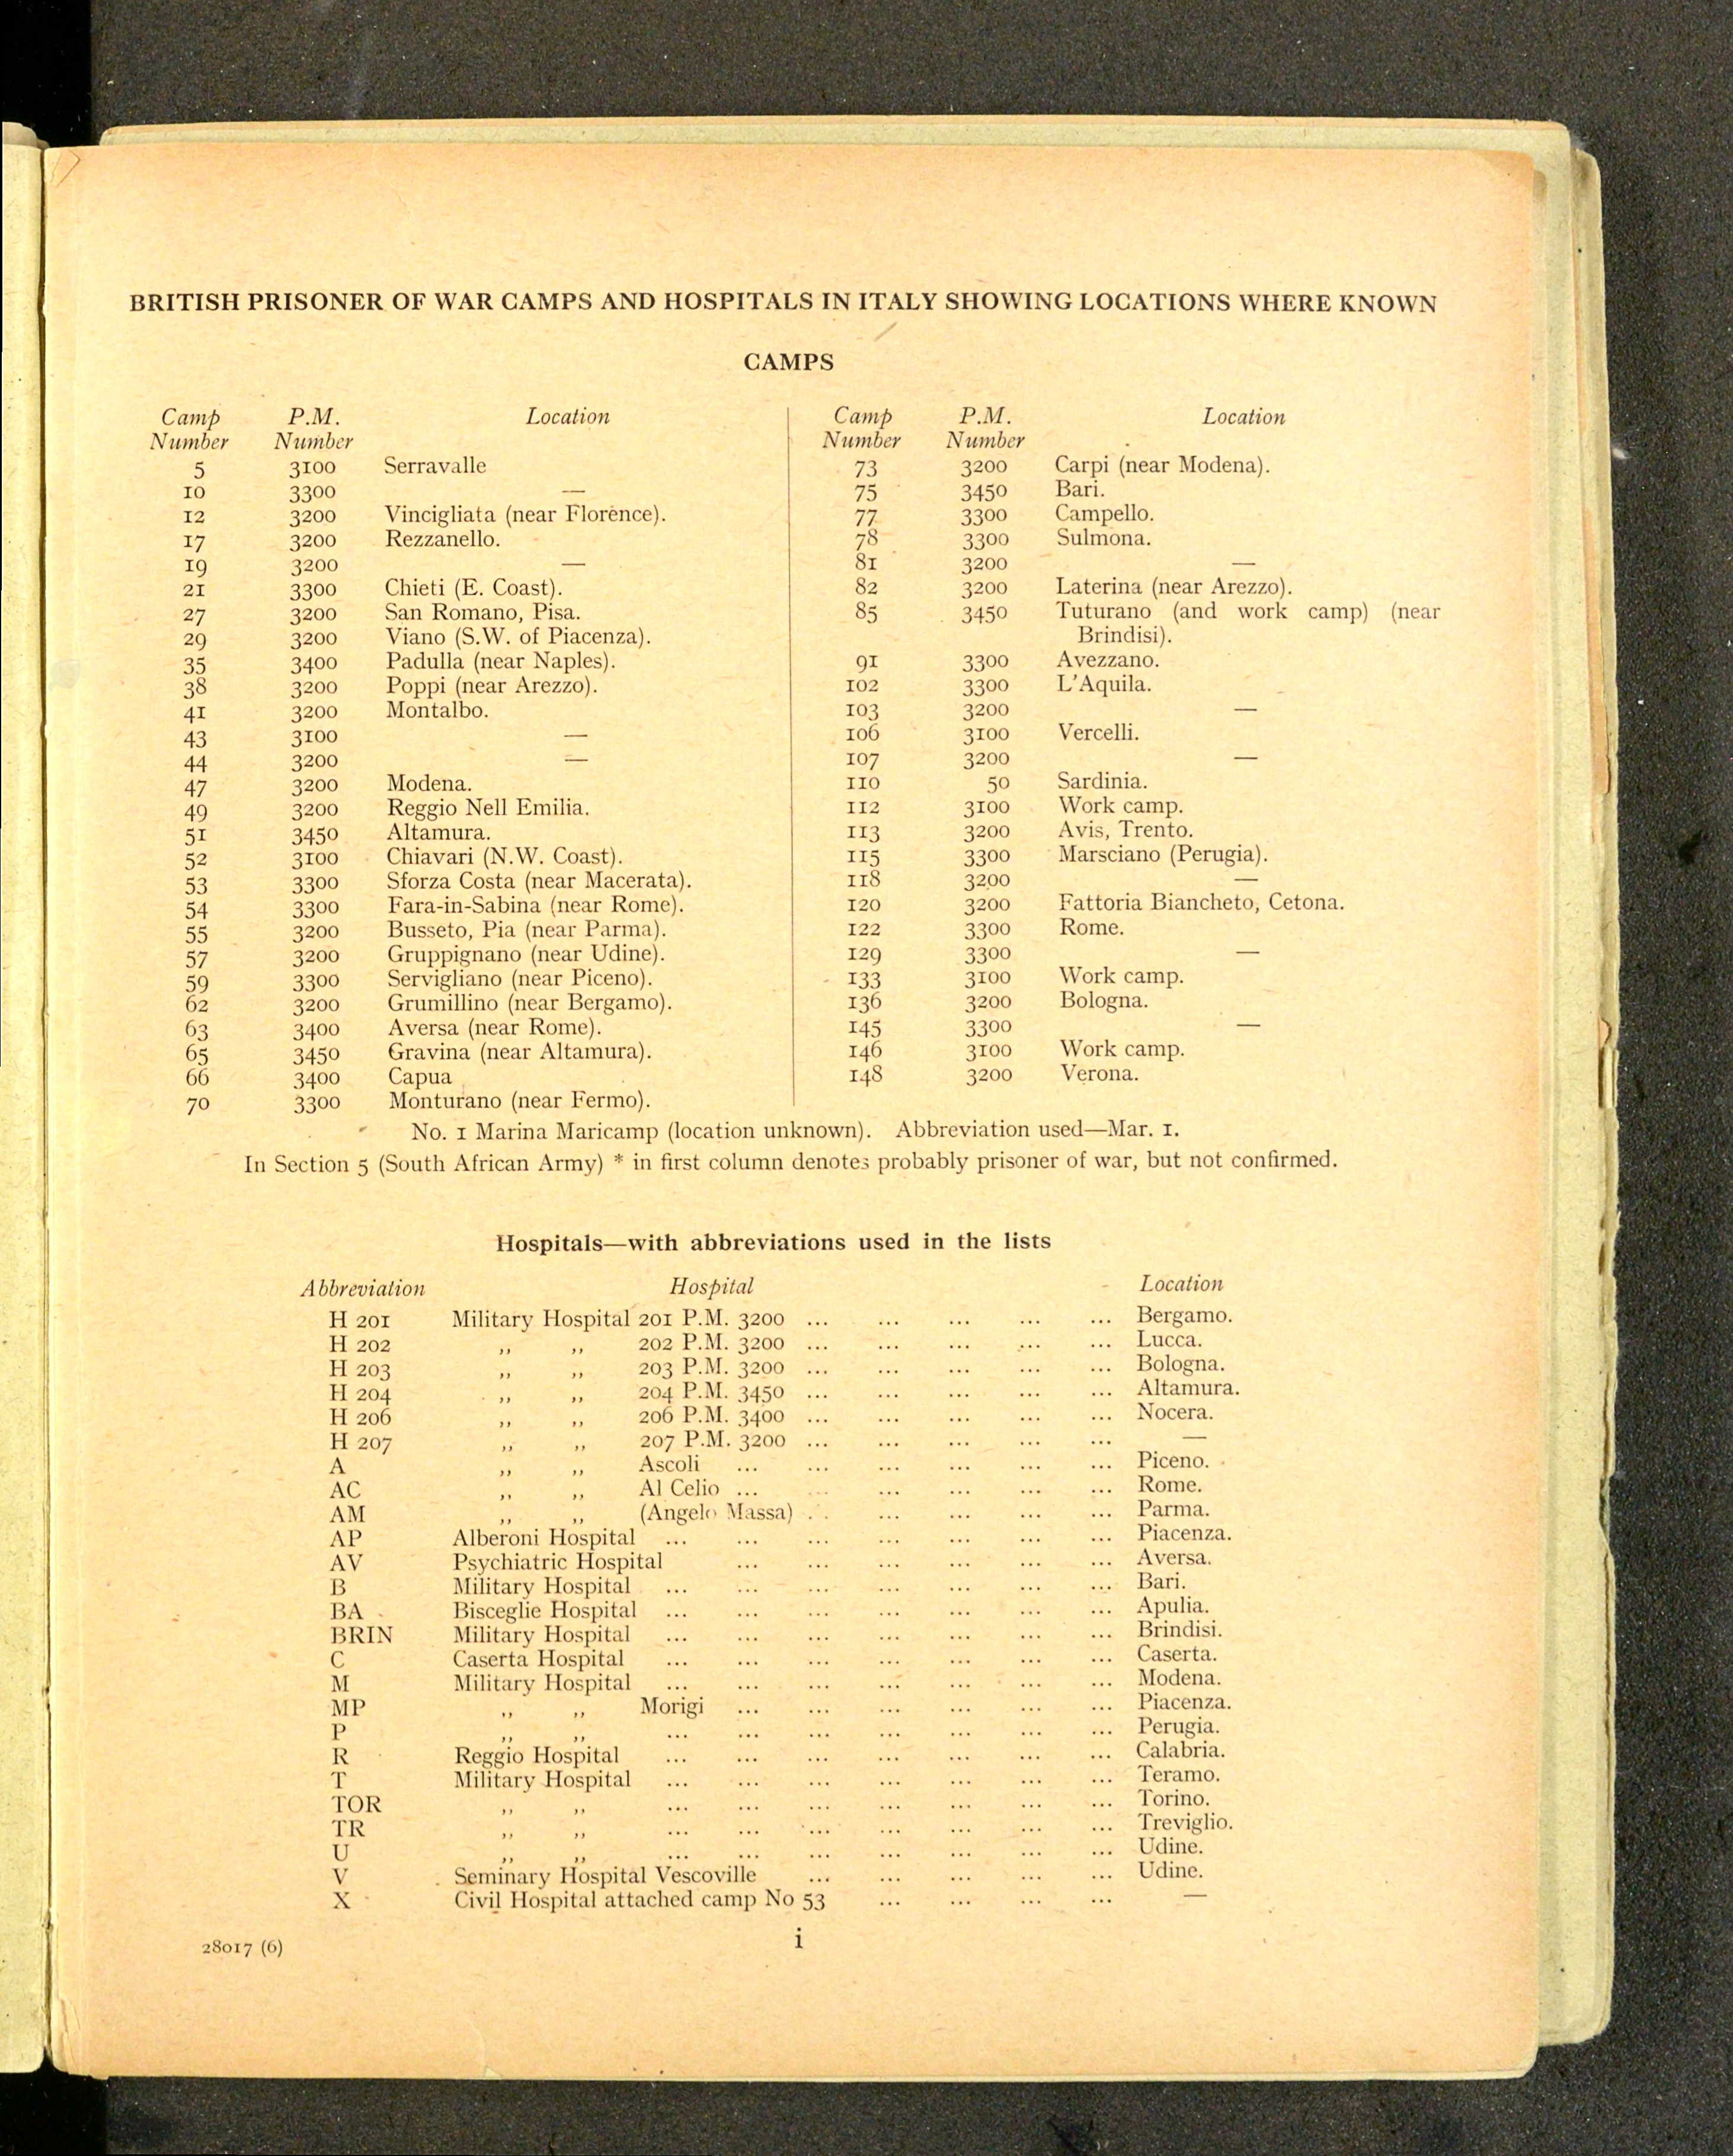 BRITISH PRISONER OF WAR CAMPS AND HOSPITALS IN ITALY SHOWING LOCATIONS WHERE KNOWN
CAMPS
Camp Number P.M. Number Location
5 3100 Serravalle
10 3300 —
12 3200 Vincigliata (near Florence).
17 3200 Rezzanello.
19 3200 —
21 3300 Chieti (E. Coast).
27 3200 San Romano, Pisa.
29 3200 Viano (S.W. of Piacenza).
35 3400 Padulla (near Naples).
38 3200 Poppi (near Arezzo).
41 3200 Montalbo.
43 3100 —
44 3200 —
47 3200 Modena.
49 3200 Reggio Nell Emilia.
51 3450 Altamura.
52 3100 Chiavari (N.W. Coast).
53 3300 Sforza Costa (near Macerata).
54 3300 Fara-in-Sabina (near Rome).
55 3200 Busseto, Pia (near Parma).
57 3200 Gruppignano (near Udine).
59 3300 Servigliano (near Piceno).
62 3200 Grumillino (near Bergamo).
63 3400 Aversa (near Rome).
65 3450 Gravina (near Altamura).
66 3400 Capua
70 3300 Monturano (near Fermo).
Camp Number P.M. Number Location
73 3200 Carpi (near Modena).
75 3450 Bari.
77 3300 Campello.
78 3300 Sulmona.
81 3200 —
82 3200 Laterina (near Arezzo).
85 3450 Tuturano (and work camp) (near
Brindisi).
91 3300 Avezzano.
102 3300 L'Aquila.
103 3200 —
106 3100 Vercelli.
107 3200 —
110 50 Sardinia.
112 3100 Work camp.
113 3200 Avis, Trento.
115 3300 Marsciano (Perugia).
118 3200 —
120 3200 Fattoria Biancheto, Cetona.
122 3300 Rome.
129 3300 —
133 3100 Work camp.
136 3200 Bologna.
145 3300 —
146 3100 Work camp.
148 3200 Verona.
No. 1 Marina Maricamp (location unknown). Abbreviation used—Mar. 1.
In Section 5 (South African Army) * in first column denotes probably prisoner of war, but not confirmed.
Hospitals—with abbreviations used in the lists
Abbreviation Hospital Location
H 201 Military Hospital 201 P.M. 3200 ... ... ... ... ... Bergamo.
H 202 ,, ,, 202 P.M. 3200 ... ... ... ... ... Lucca.
H 203 ,, ,, 203 P.M. 3200 ... ... ... ... ... Bologna.
H 204 ,, ,, 204 P.M. 3450 ... ... ... ... ... Altamura.
H 206 ,, ,, 206 P.M. 3400 ... ... ... ... ... Nocera.
H 207 ,, ,, 207 P.M. 3200 ... ... ... ... ... —
A ,, ,, Ascoli ... ... ... ... ... ... Piceno.
AC ,, ,, Al Celio ... ... ... ... ... ... Rome.
AM ,, ,, (Angelo Massa) ... ... ... ... ... Parma.
AP Alberoni Hospital ... ... ... ... ... ... ... Piacenza.
AV Psychiatric Hospital ... ... ... ... ... ... Aversa.
B Military Hospital ... ... ... ... ... ... ... Bari.
BA Bisceglie Hospital ... ... ... ... ... ... ... Apulia.
BRIN Military Hospital ... ... ... ... ... ... ... Brindisi.
C Caserta Hospital ... ... ... ... ... ... ... Caserta.
M Military Hospital ... ... ... ... ... ... ... Modena.
MP ,, ,, Morigi ... ... ... ... ... ... Piacenza.
P ,, ,, ... ... ... ... ... ... ... Perugia.
R Reggio Hospital ... ... ... ... ... ... ... Calabria.
T Military Hospital ... ... ... ... ... ... ... Teramo.
TOR ,, ,, ... ... ... ... ... ... ... Torino.
TR ,, ,, ... ... ... ... ... ... ... Treviglio.
U ,, ,, ... ... ... ... ... ... ... Udine.
V Seminary Hospital Vescoville ... ... ... ... ... Udine.
X Civil Hospital attached camp No 53 ... ... ... ... —
28017 (6) i